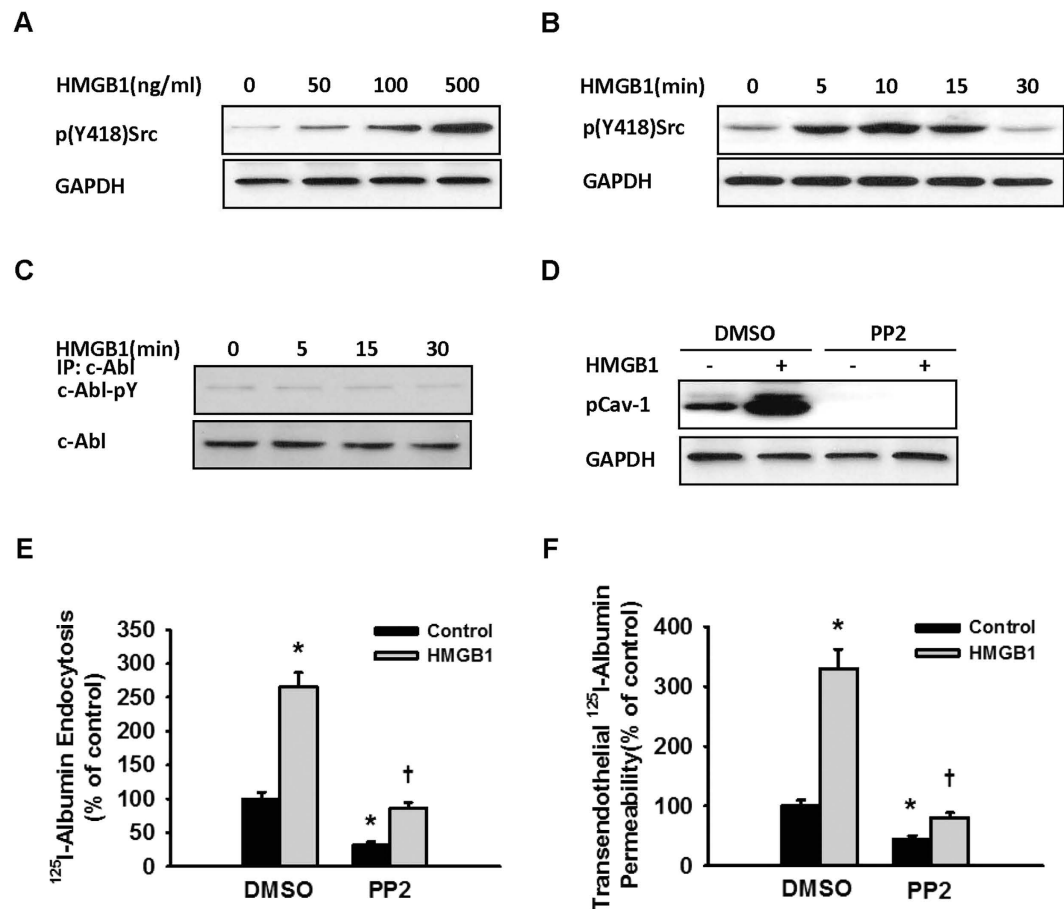 A
HMGB1(ng/ml) 0 50 100 500
p(Y418)Src
GAPDH
B
HMGB1(min) 0 5 10 15 30
p(Y418)Src
GAPDH
C
HMGB1(min) 0 5 15 30
IP: c-Abl
c-Abl-pY
c-Abl
D
DMSO PP2
HMGB1 - + - +
pCav-1
GAPDH
E
¹²⁵I-Albumin Endocytosis
(% of control)
350
300
250
200
150
100
50
0
Control
HMGB1
*
*
†
DMSO PP2
F
Transendothelial ¹²⁵I-Albumin
Permeability(% of control)
400
300
200
100
0
Control
HMGB1
*
*
†
DMSO PP2